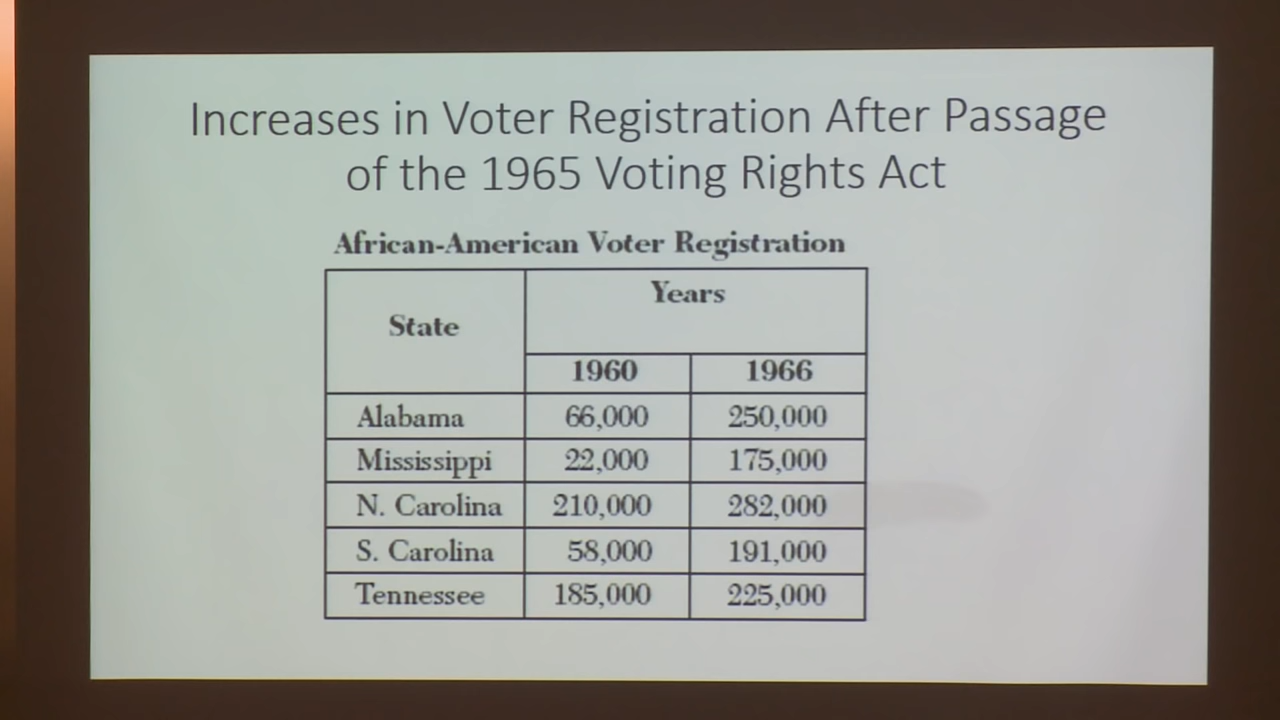 Increases in Voter Registration After Passage
of the 1965 Voting Rights Act
African-American Voter Registration
State
Years
1960 1966
Alabama 66,000 250,000
Mississippi 22,000 175,000
N. Carolina 210,000 282,000
S. Carolina 58,000 191,000
Tennessee 185,000 225,000